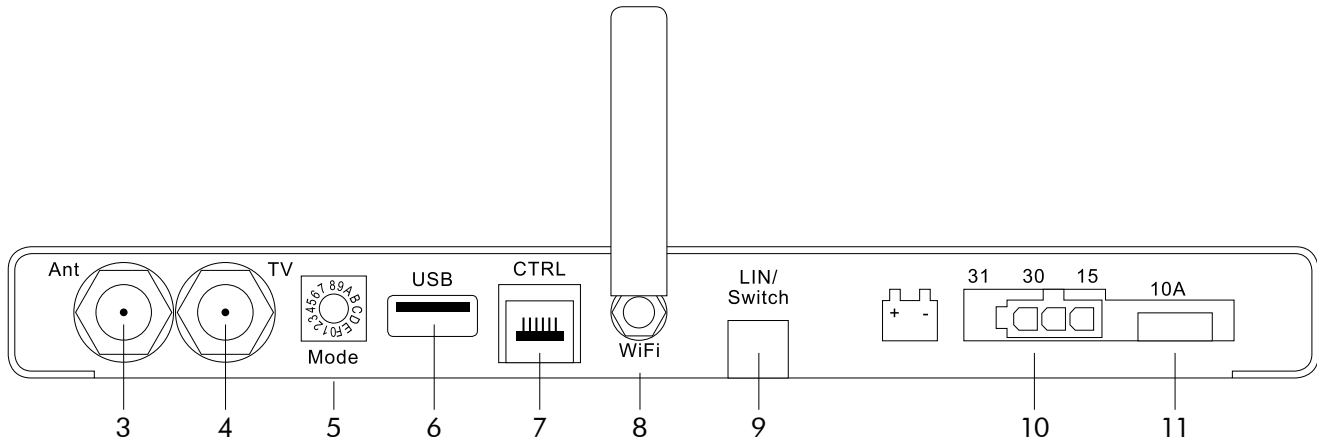 Ant
TV
456789ABCDEF0123
Mode
USB
CTRL
WiFi
LIN/
Switch
+ -
31 30 15
10A
3 4 5 6 7 8 9 10 11